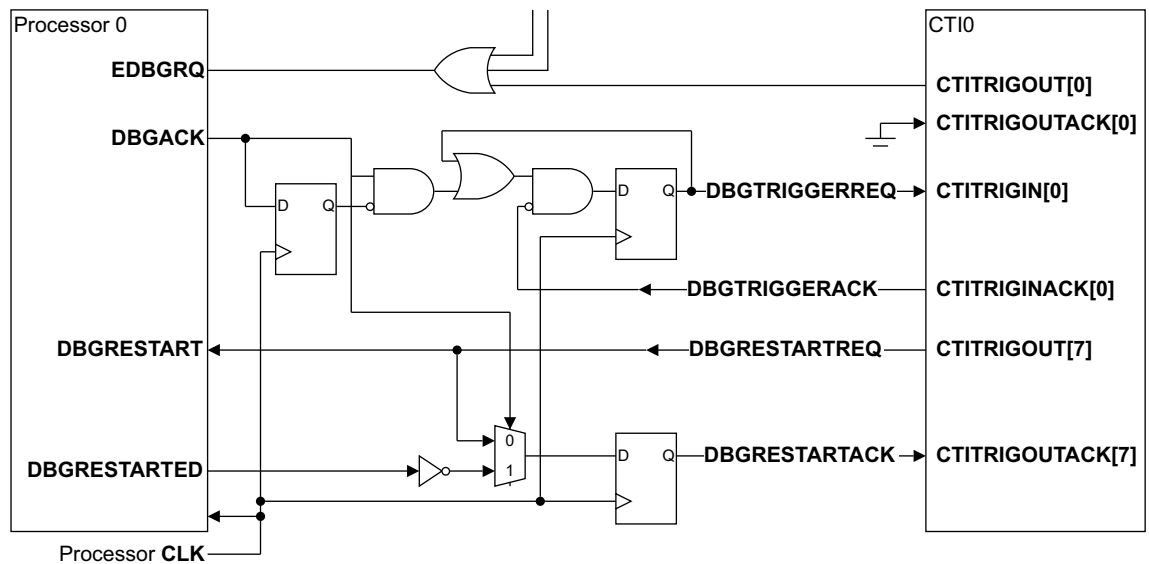 Processor 0
CTI0
EDBGRQ
CTITRIGOUT[0]
CTITRIGOUTACK[0]
DBGACK
D Q
D Q
DBGTRIGGERREQ
CTITRIGIN[0]
DBGTRIGGERACK
CTITRIGINACK[0]
DBGRESTART
DBGRESTARTREQ
CTITRIGOUT[7]
DBGRESTARTED
0
1
D Q
DBGRESTARTACK
CTITRIGOUTACK[7]
Processor CLK